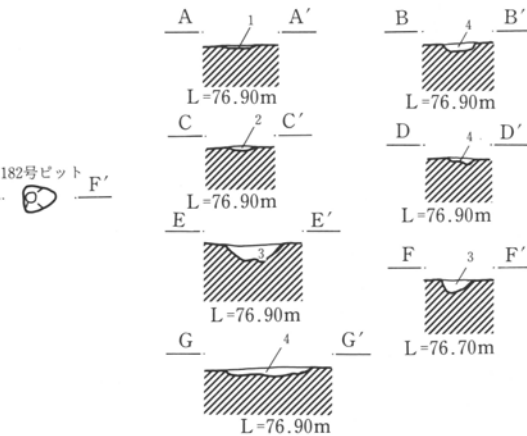 A 1 A′
L=76.90m
B 4 B′
L=76.90m
C 2 C′
L=76.90m
D 4 D′
L=76.90m
182号ピット
F′
E E′
3
L=76.90m
F 3 F′
L=76.70m
G 4 G′
L=76.90m